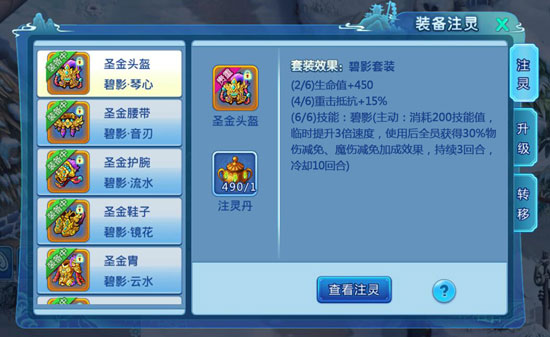 装备注灵
装备中
圣金头盔
碧影·琴心
装备中
圣金腰带
碧影·音刃
装备中
圣金护腕
碧影·流水
装备中
圣金鞋子
碧影·镜花
装备中
圣金胄
碧影·云水
圣金头盔
490/1
注灵丹
套装效果：碧影套装
(2/6)生命值+450
(4/6)重击抵抗+15%
(6/6)技能：碧影(主动：消耗200技能值，
临时提升3倍速度，使用后全员获得30%物
伤减免、魔伤减免加成效果，持续3回合，
冷却10回合)
查看注灵
?
注灵
升级
转移